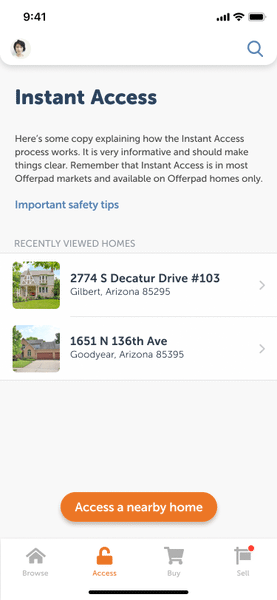 9:41
Instant Access
Here's some copy explaining how the Instant Access
process works. It is very informative and should make
things clear. Remember that Instant Access is in most
Offerpad markets and available on Offerpad homes only.
Important safety tips
RECENTLY VIEWED HOMES
2774 S Decatur Drive #103
Gilbert, Arizona 85295
1651 N 136th Ave
Goodyear, Arizona 85395
Access a nearby home
Browse
Access
Buy
Sell